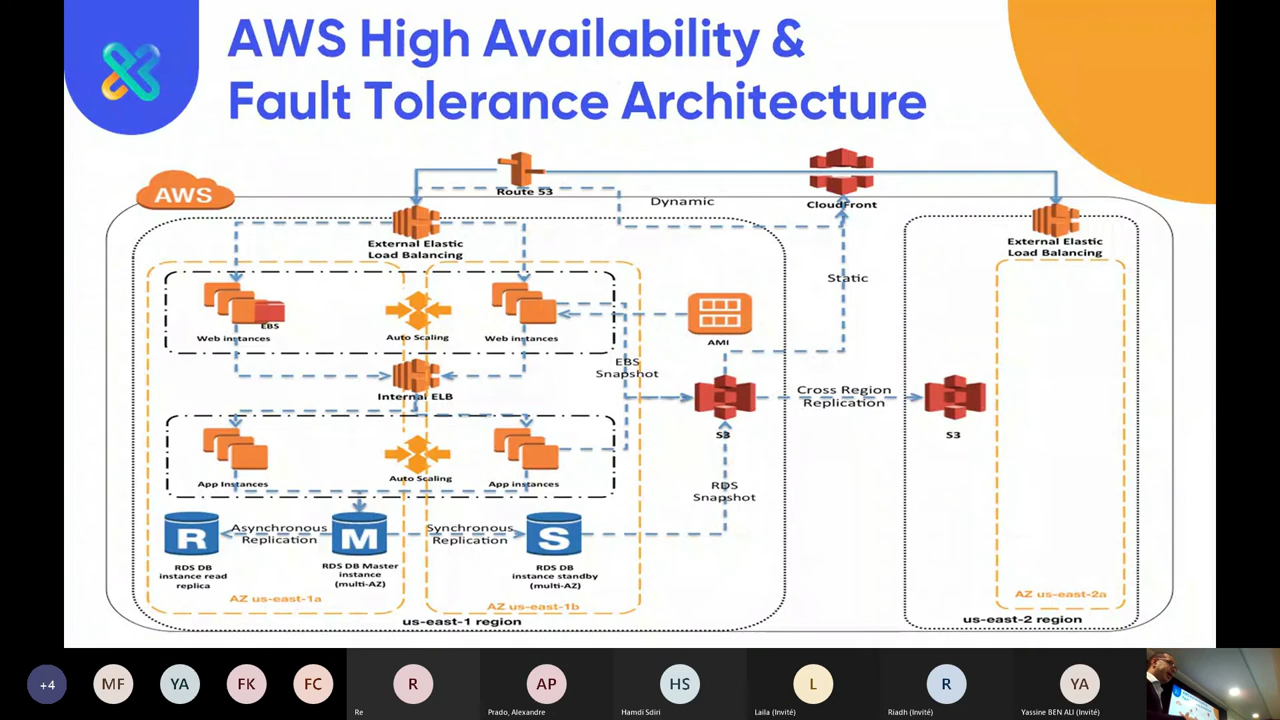 AWS High Availability &
Fault Tolerance Architecture
AWS
Route 53
Dynamic
CloudFront
External Elastic
Load Balancing
External Elastic
Load Balancing
Static
EBS
Web instances
Auto Scaling
Web instances
AMI
EBS
Snapshot
Internal ELB
Cross Region
Replication
S3
S3
App Instances
Auto Scaling
App instances
RDS
Snapshot
R
Asynchronous
Replication
M
Synchronous
Replication
S
RDS DB
instance read
replica
RDS DB Master
instance
(multi-AZ)
RDS DB
instance standby
(multi-AZ)
AZ us-east-1a
AZ us-east-1b
AZ us-east-2a
us-east-1 region
us-east-2 region
+4
MF
YA
FK
FC
R
Re
AP
Prado, Alexandre
HS
Hamdi Sdiri
L
Laila (Invité)
R
Riadh (Invité)
YA
Yassine BEN ALI (Invité)